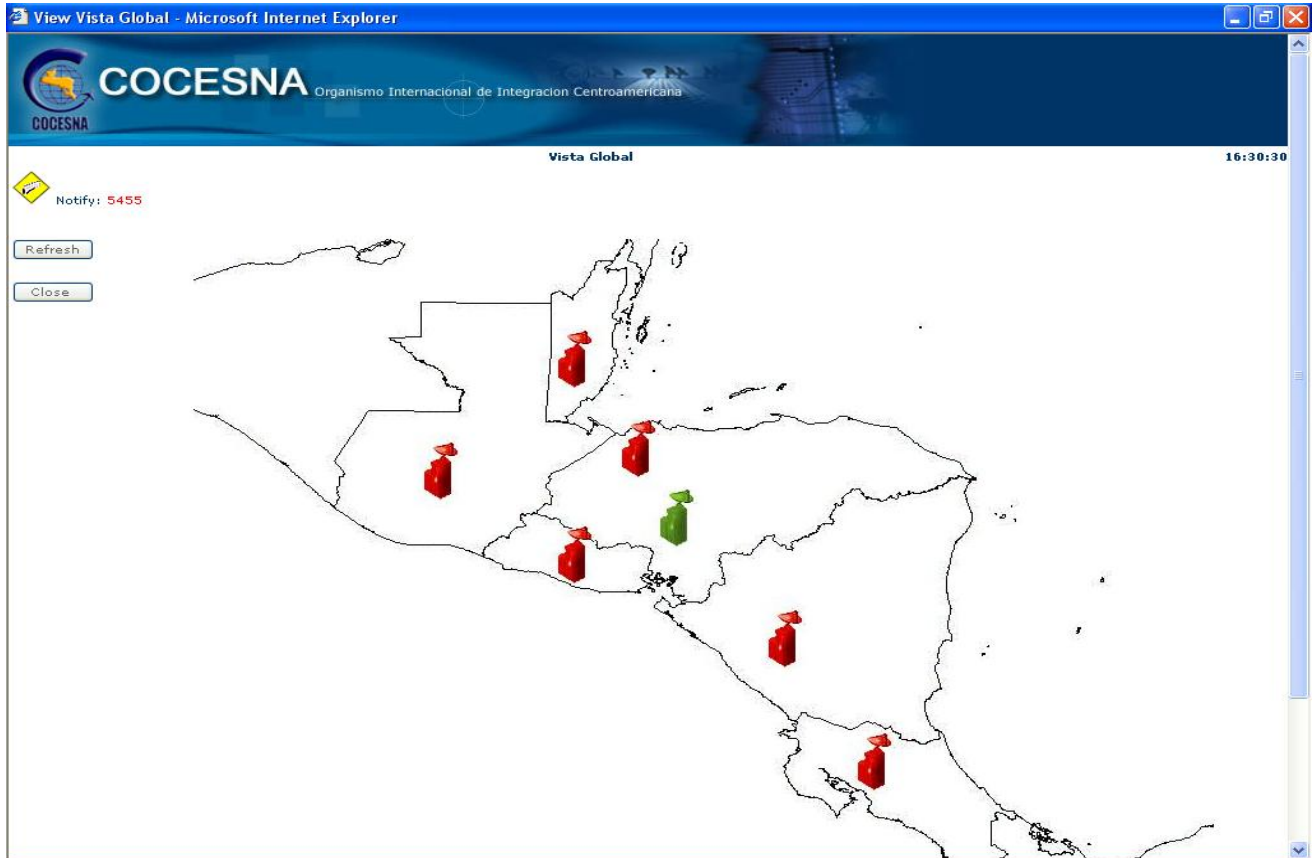 View Vista Global - Microsoft Internet Explorer
COCESNA Organismo Internacional de Integracion Centroamericana
COCESNA
Vista Global 16:30:30
Notify: 5455
Refresh
Close